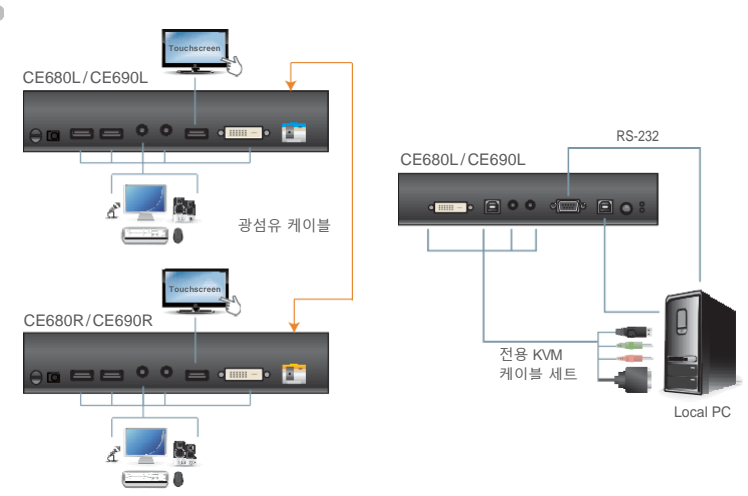 Touchscreen
CE680L/CE690L
광섬유 케이블
Touchscreen
CE680R/CE690R
RS-232
CE680L/CE690L
전용 KVM
케이블 세트
Local PC